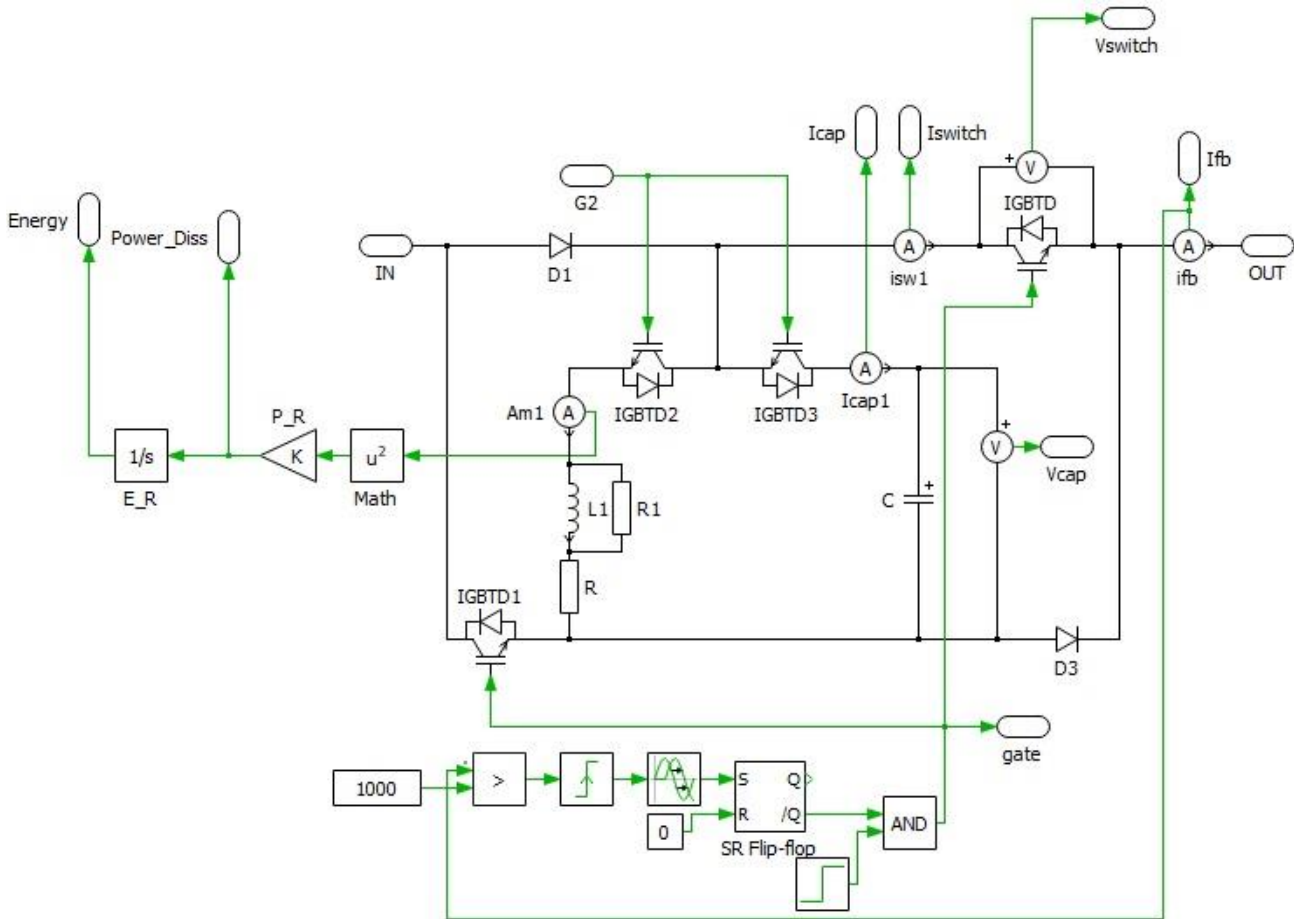 Vswitch
Icap
Iswitch
Ifb
G2
V
+
IGBTD
Energy
Power_Diss
IN
D1
A
isw1
A
ifb
OUT
IGBTD2
IGBTD3
A
Icap1
Am1
A
P_R
K
1/s
E_R
u²
Math
+
V
Vcap
L1
R1
C
+
R
IGBTD1
D3
gate
1000
>
S
Q
R
/Q
0
SR Flip-flop
AND